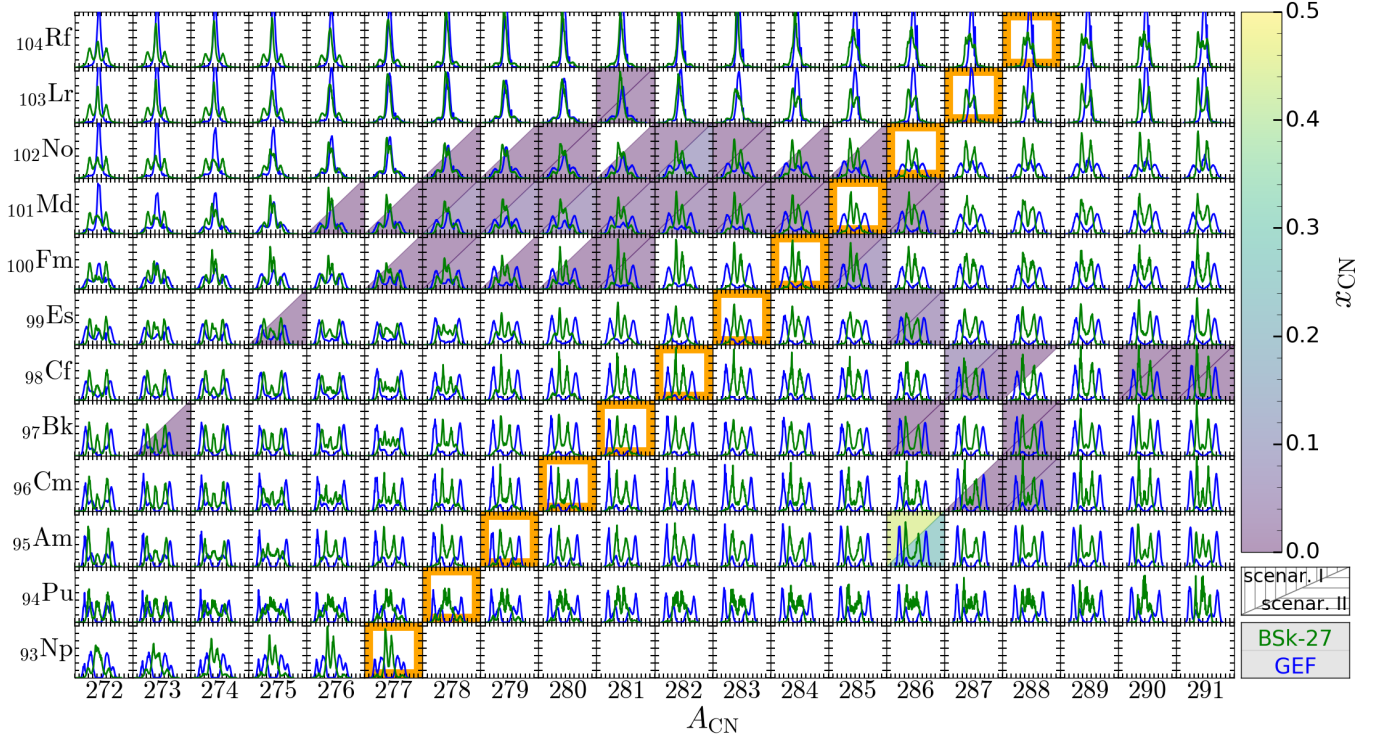 104Rf
103Lr
102No
101Md
100Fm
99Es
98Cf
97Bk
96Cm
95Am
94Pu
93Np
272 273 274 275 276 277 278 279 280 281 282 283 284 285 286 287 288 289 290 291
A_CN
0.5
0.4
0.3
0.2
0.1
0.0
x_CN
scenar. I
scenar. II
BSk-27
GEF